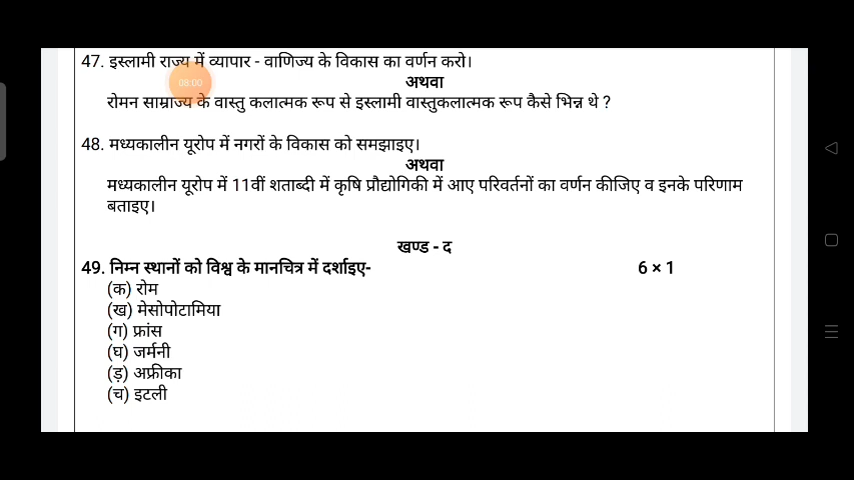 47. इस्लामी राज्य में व्यापार - वाणिज्य के विकास का वर्णन करो।
अथवा
08:00
रोमन साम्राज्य के वास्तु कलात्मक रूप से इस्लामी वास्तुकलात्मक रूप कैसे भिन्न थे ?
48. मध्यकालीन यूरोप में नगरों के विकास को समझाइए।
अथवा
मध्यकालीन यूरोप में 11वीं शताब्दी में कृषि प्रौद्योगिकी में आए परिवर्तनों का वर्णन कीजिए व इनके परिणाम
बताइए।
खण्ड - द
49. निम्न स्थानों को विश्व के मानचित्र में दर्शाइए- 6 × 1
(क) रोम
(ख) मेसोपोटामिया
(ग) फ्रांस
(घ) जर्मनी
(ड़) अफ्रीका
(च) इटली